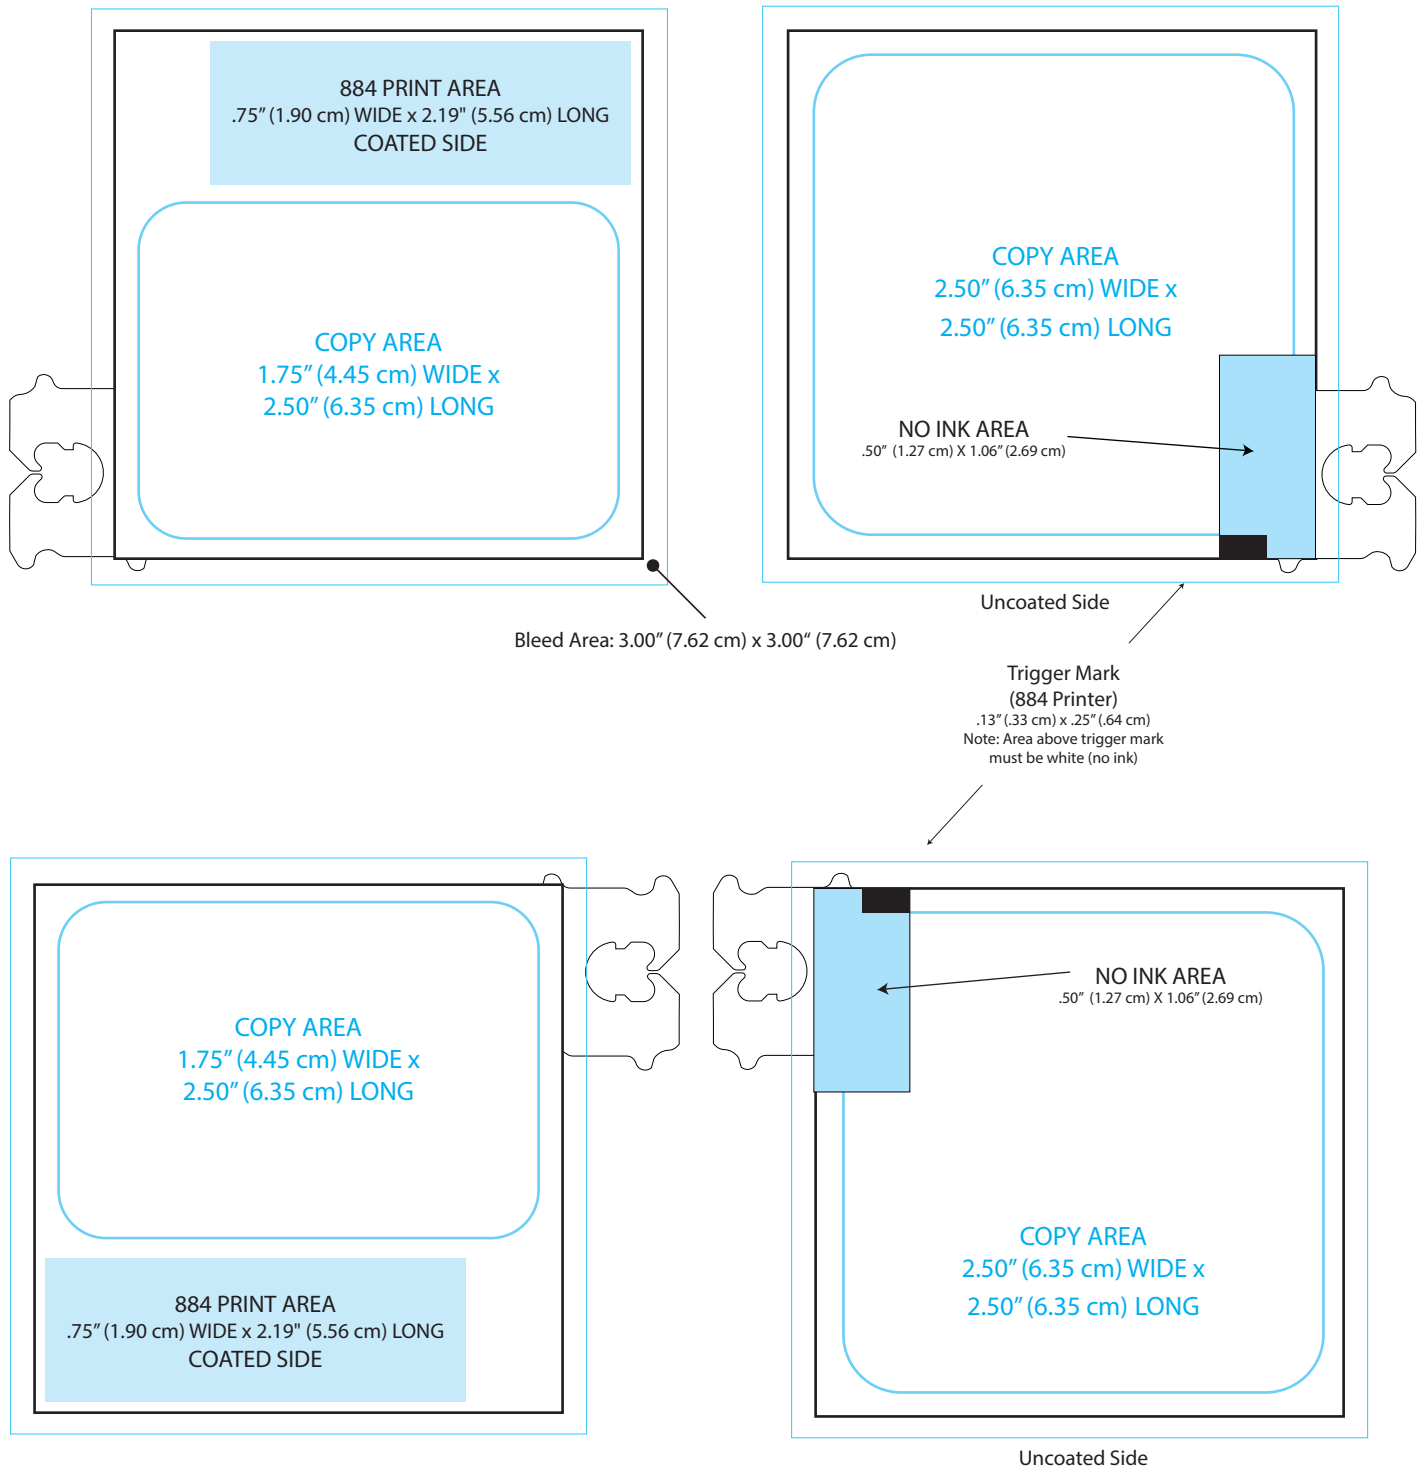 884 PRINT AREA
.75” (1.90 cm) WIDE x 2.19" (5.56 cm) LONG
COATED SIDE
COPY AREA
1.75” (4.45 cm) WIDE x
2.50” (6.35 cm) LONG
COPY AREA
2.50” (6.35 cm) WIDE x
2.50” (6.35 cm) LONG
NO INK AREA
.50” (1.27 cm) X 1.06” (2.69 cm)
Uncoated Side
Bleed Area: 3.00” (7.62 cm) x 3.00“ (7.62 cm)
Trigger Mark
(884 Printer)
.13” (.33 cm) x .25” (.64 cm)
Note: Area above trigger mark
must be white (no ink)
COPY AREA
1.75” (4.45 cm) WIDE x
2.50” (6.35 cm) LONG
884 PRINT AREA
.75” (1.90 cm) WIDE x 2.19" (5.56 cm) LONG
COATED SIDE
NO INK AREA
.50” (1.27 cm) X 1.06” (2.69 cm)
COPY AREA
2.50” (6.35 cm) WIDE x
2.50” (6.35 cm) LONG
Uncoated Side